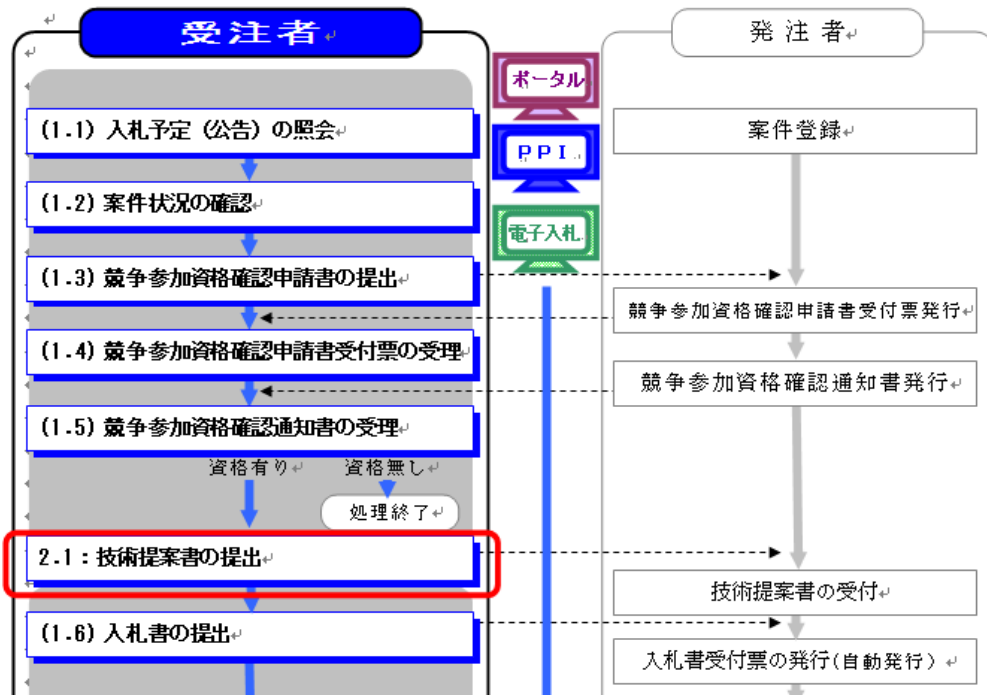 受注者
発注者
ポータル
ＰＰＩ
電子入札
(1.1) 入札予定（公告）の照会
案件登録
(1.2) 案件状況の確認
(1.3) 競争参加資格確認申請書の提出
競争参加資格確認申請書受付票発行
(1.4) 競争参加資格確認申請書受付票の受理
競争参加資格確認通知書発行
(1.5) 競争参加資格確認通知書の受理
資格有り
資格無し
処理終了
2.1：技術提案書の提出
技術提案書の受付
(1.6) 入札書の提出
入札書受付票の発行(自動発行)